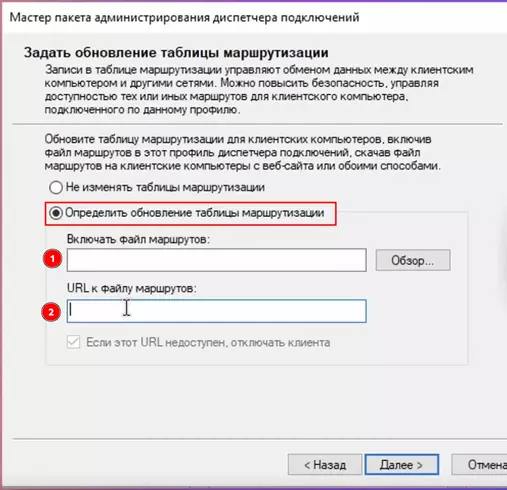 Мастер пакета администрирования диспетчера подключений
Задать обновление таблицы маршрутизации
Записи в таблице маршрутизации управляют обменом данных между клиентским
компьютером и другими сетями. Можно повысить безопасность, управляя
доступностью тех или иных маршрутов для клиентского компьютера,
подключенного по данному профилю.
Обновите таблицу маршрутизации для клиентских компьютеров, включив
файл маршрутов в этот профиль диспетчера подключений, скачав файл
маршрутов на клиентские компьютеры с веб-сайта или обоими способами.
Не изменять таблицы маршрутизации
Определить обновление таблицы маршрутизации
Включать файл маршрутов:
1
Обзор...
URL к файлу маршрутов:
2
Если этот URL недоступен, отключать клиента
< Назад Далее > Отмена